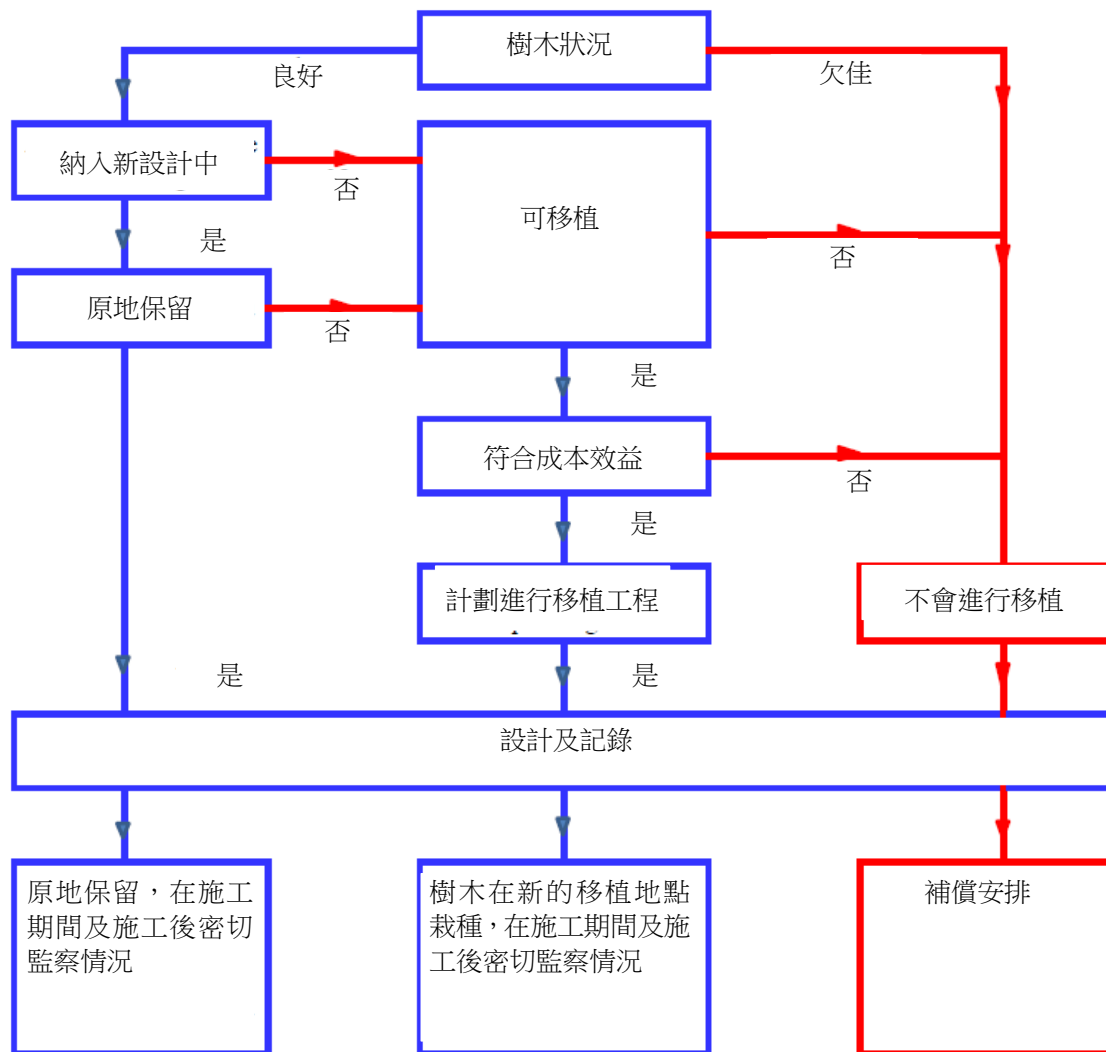 樹木狀況
良好
欠佳
納入新設計中
否
可移植
是
否
原地保留
否
是
符合成本效益
否
是
計劃進行移植工程
不會進行移植
是
是
設計及記錄
原地保留，在施工
期間及施工後密切
監察情況
樹木在新的移植地點
栽種，在施工期間及施
工後密切監察情況
補償安排